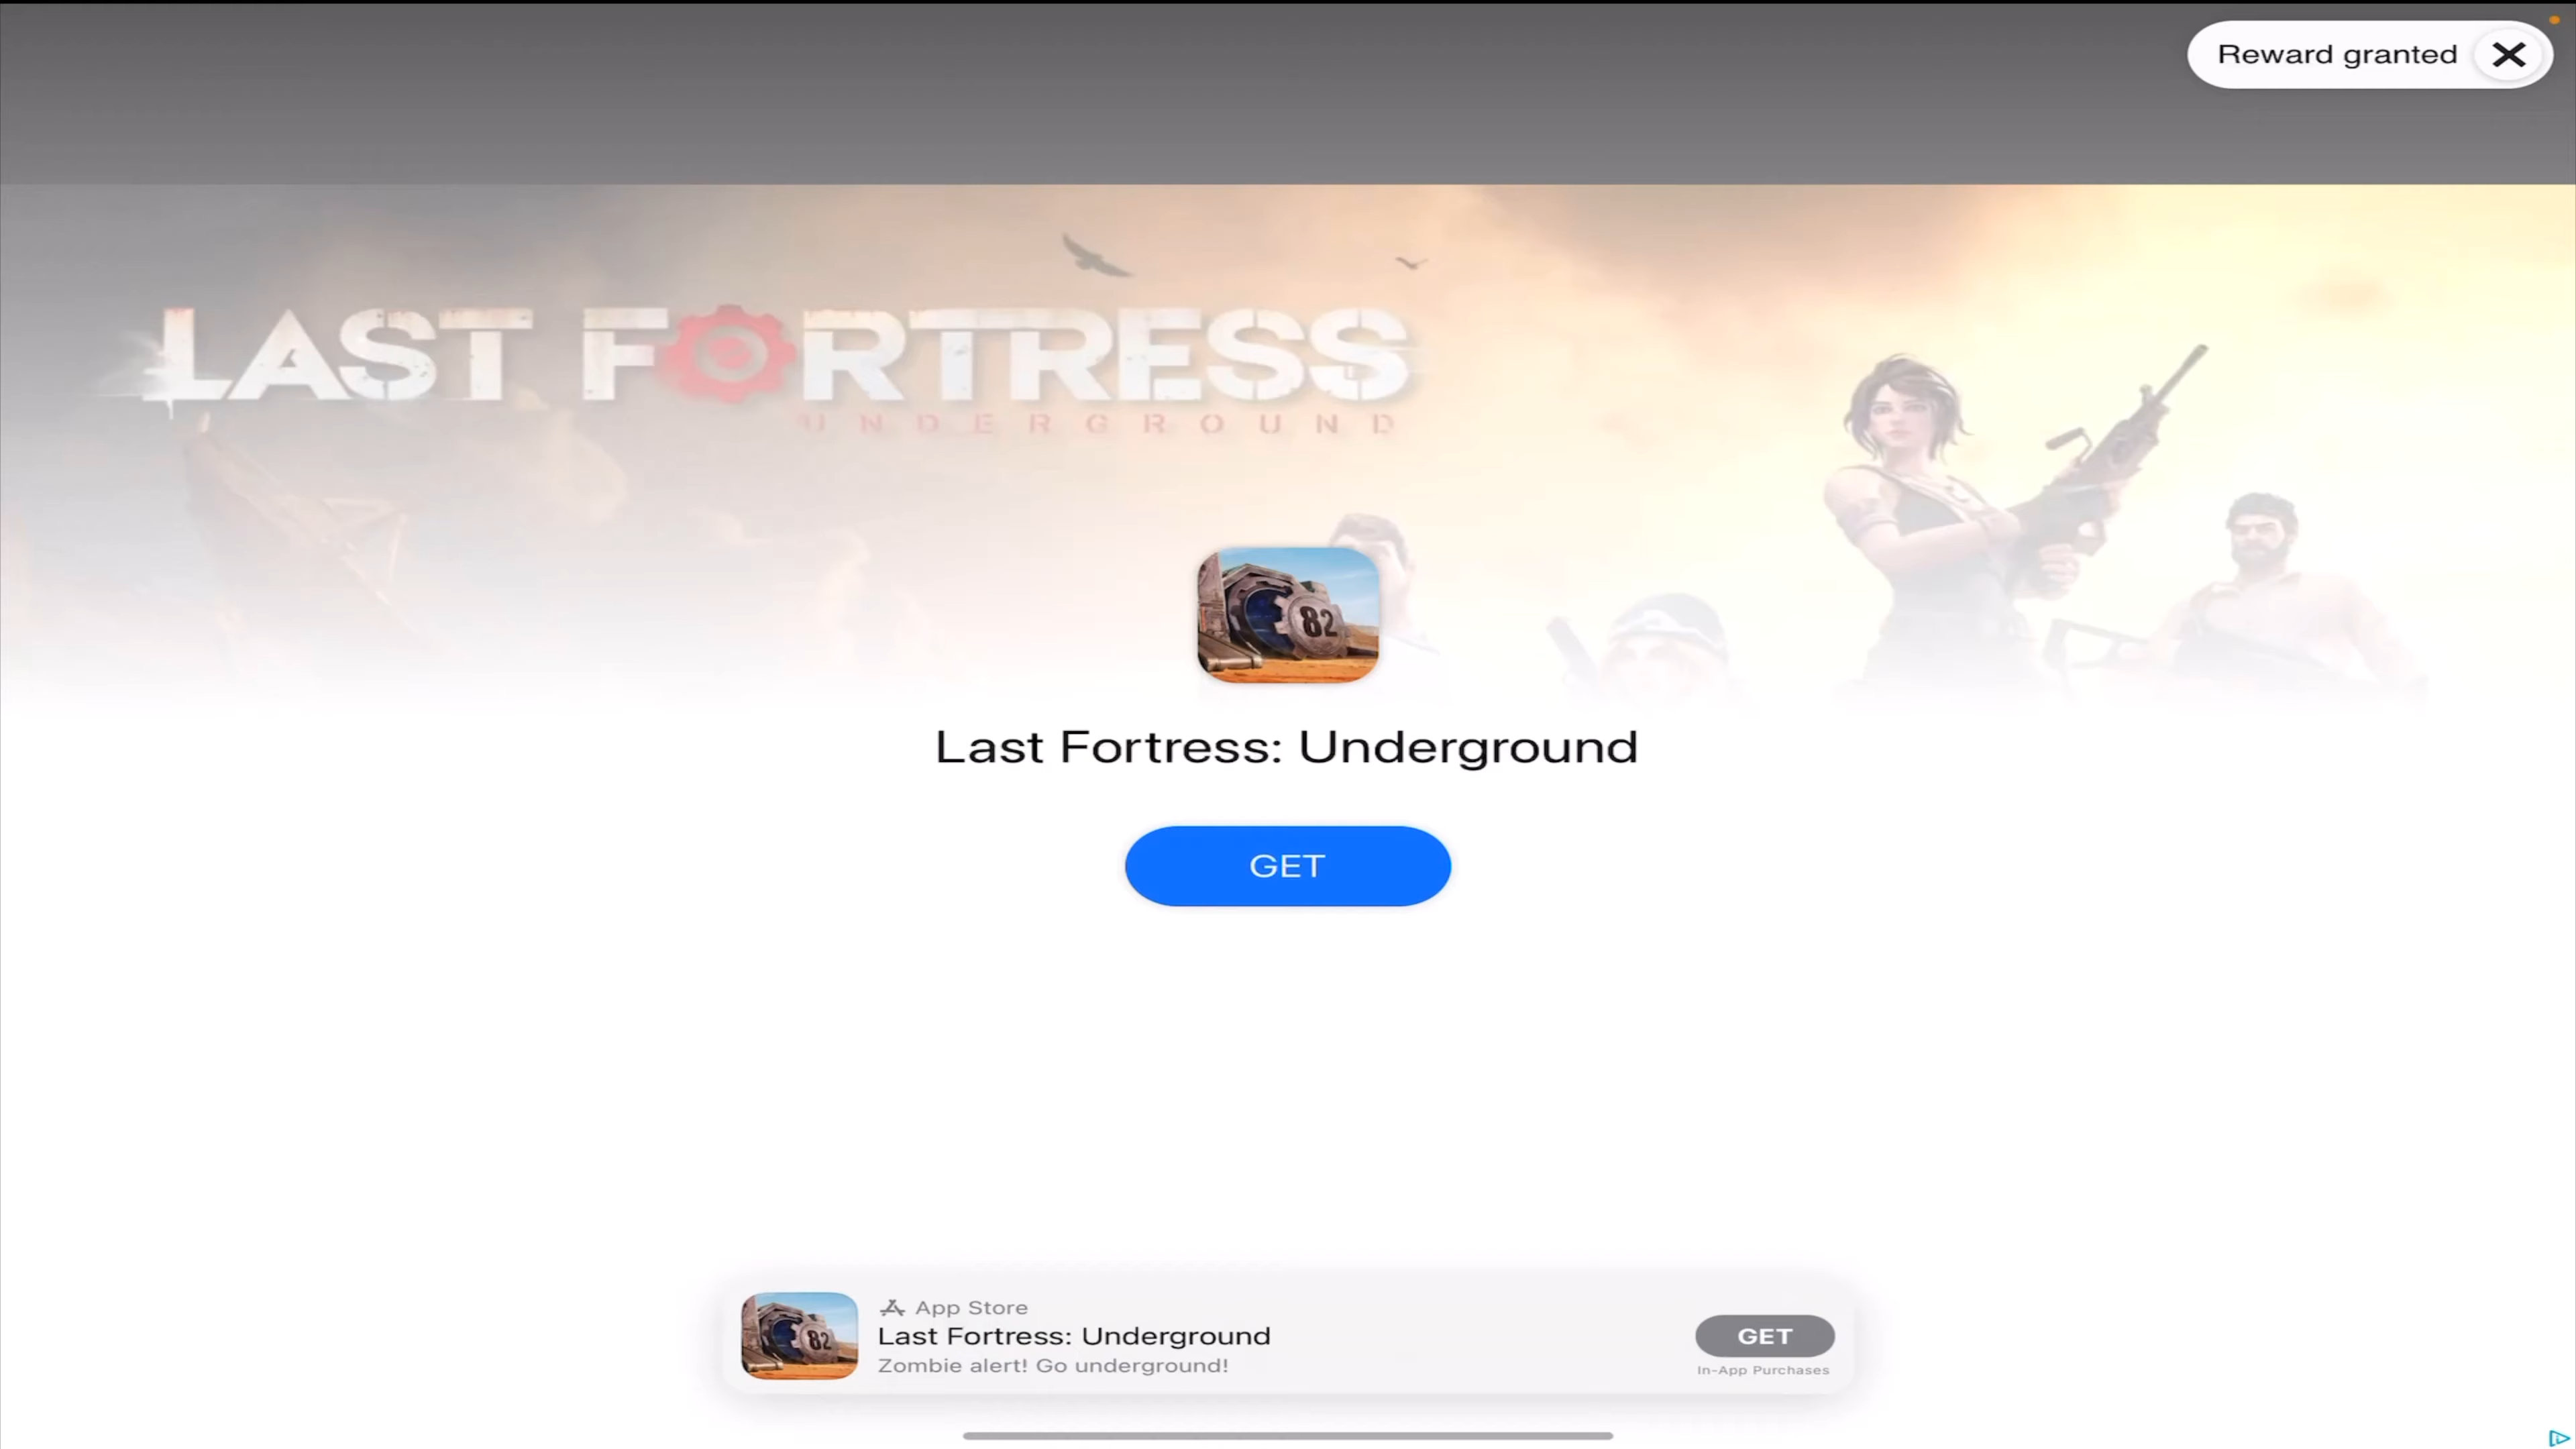 Reward granted
LAST FORTRESS
UNDERGROUND
82
Last Fortress: Underground
GET
App Store
Last Fortress: Underground
Zombie alert! Go underground!
82
GET
In-App Purchases